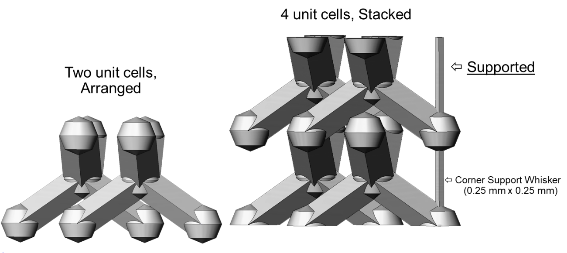 4 unit cells, Stacked
Two unit cells,
Arranged
⇦ Supported
⇦ Corner Support Whisker
(0.25 mm x 0.25 mm)